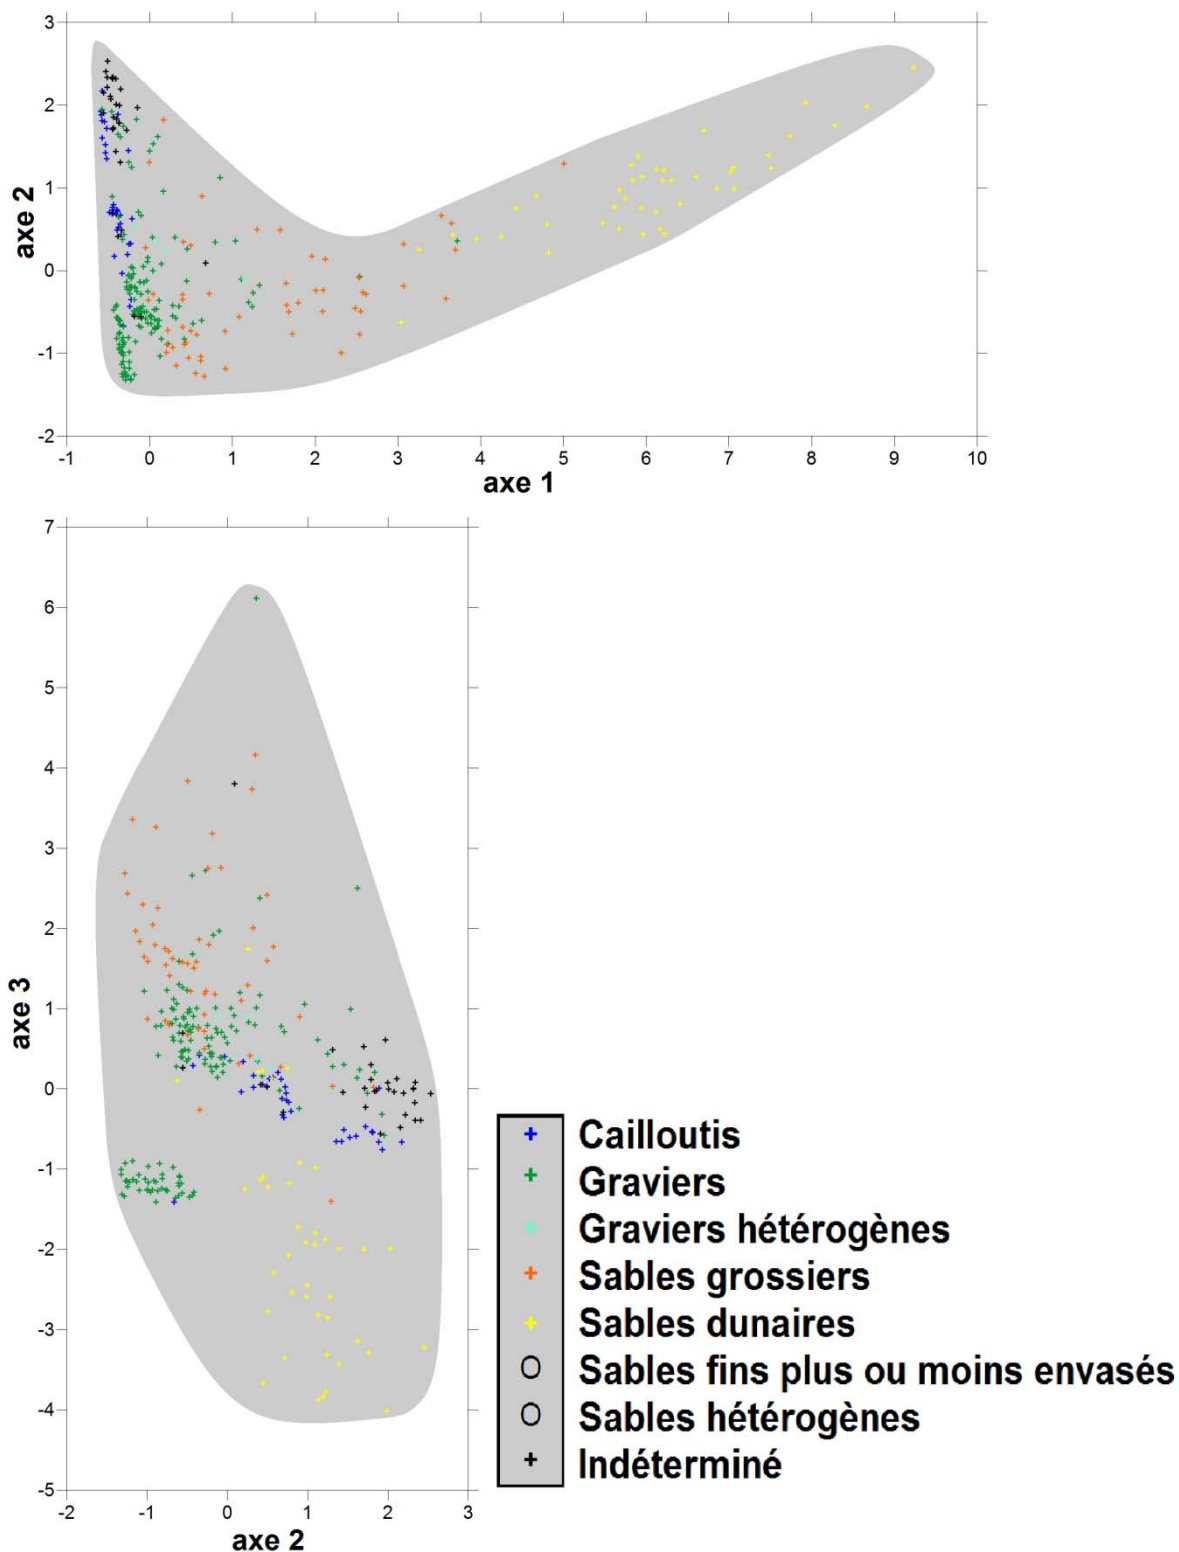 3
2
1
0
-1
-2
axe 2
-1 0 1 2 3 4 5 6 7 8 9 10
axe 1
7
6
5
4
3
2
1
0
-1
-2
-3
-4
-5
axe 3
-2 -1 0 1 2 3
axe 2
Cailloutis
Graviers
Graviers hétérogènes
Sables grossiers
Sables dunaires
Sables fins plus ou moins envasés
Sables hétérogènes
Indéterminé